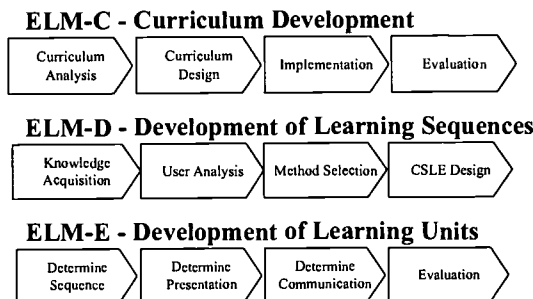 ELM-C - Curriculum Development
Curriculum
Analysis
Curriculum
Design
Implementation
Evaluation
ELM-D - Development of Learning Sequences
Knowledge
Acquisition
User Analysis
Method Selection
CSLE Design
ELM-E - Development of Learning Units
Determine
Sequence
Determine
Presentation
Determine
Communication
Evaluation